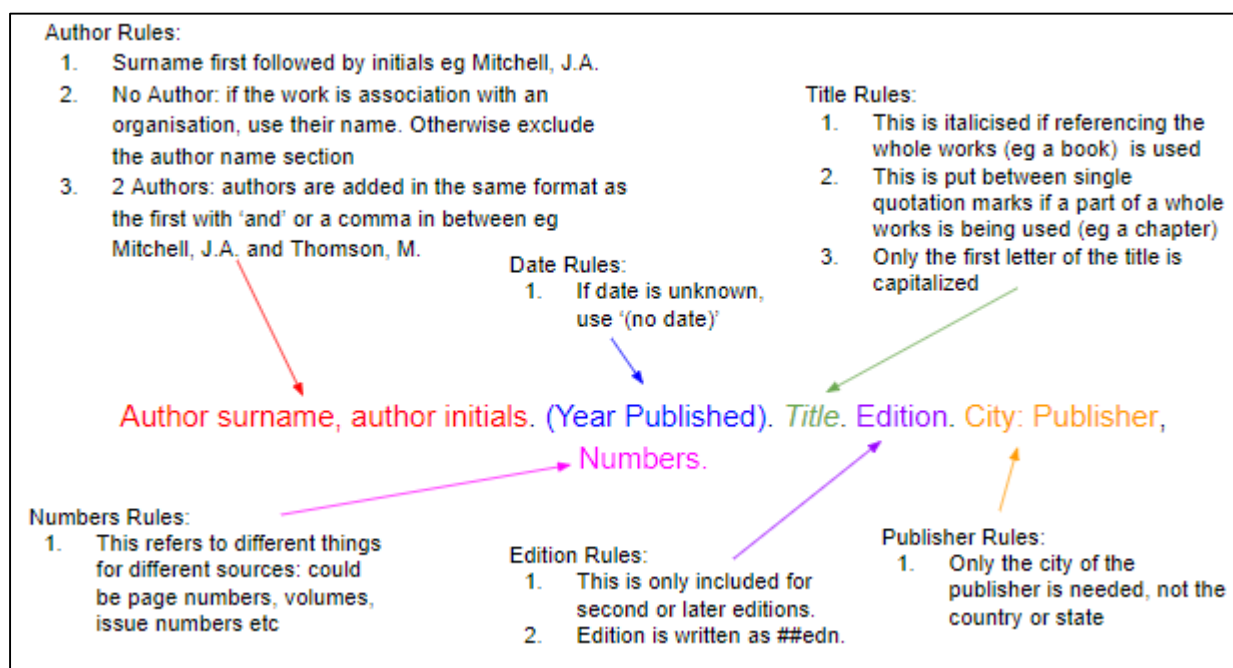 Author Rules:
1. Surname first followed by initials eg Mitchell, J.A.
2. No Author: if the work is association with an
organisation, use their name. Otherwise exclude
the author name section
3. 2 Authors: authors are added in the same format as
the first with ‘and’ or a comma in between eg
Mitchell, J.A. and Thomson, M.
Title Rules:
1. This is italicised if referencing the
whole works (eg a book) is used
2. This is put between single
quotation marks if a part of a whole
works is being used (eg a chapter)
3. Only the first letter of the title is
capitalized
Date Rules:
1. If date is unknown,
use ‘(no date)’
Author surname, author initials. (Year Published). Title. Edition. City: Publisher,
Numbers.
Numbers Rules:
1. This refers to different things
for different sources: could
be page numbers, volumes,
issue numbers etc
Edition Rules:
1. This is only included for
second or later editions.
2. Edition is written as ##edn.
Publisher Rules:
1. Only the city of the
publisher is needed, not the
country or state